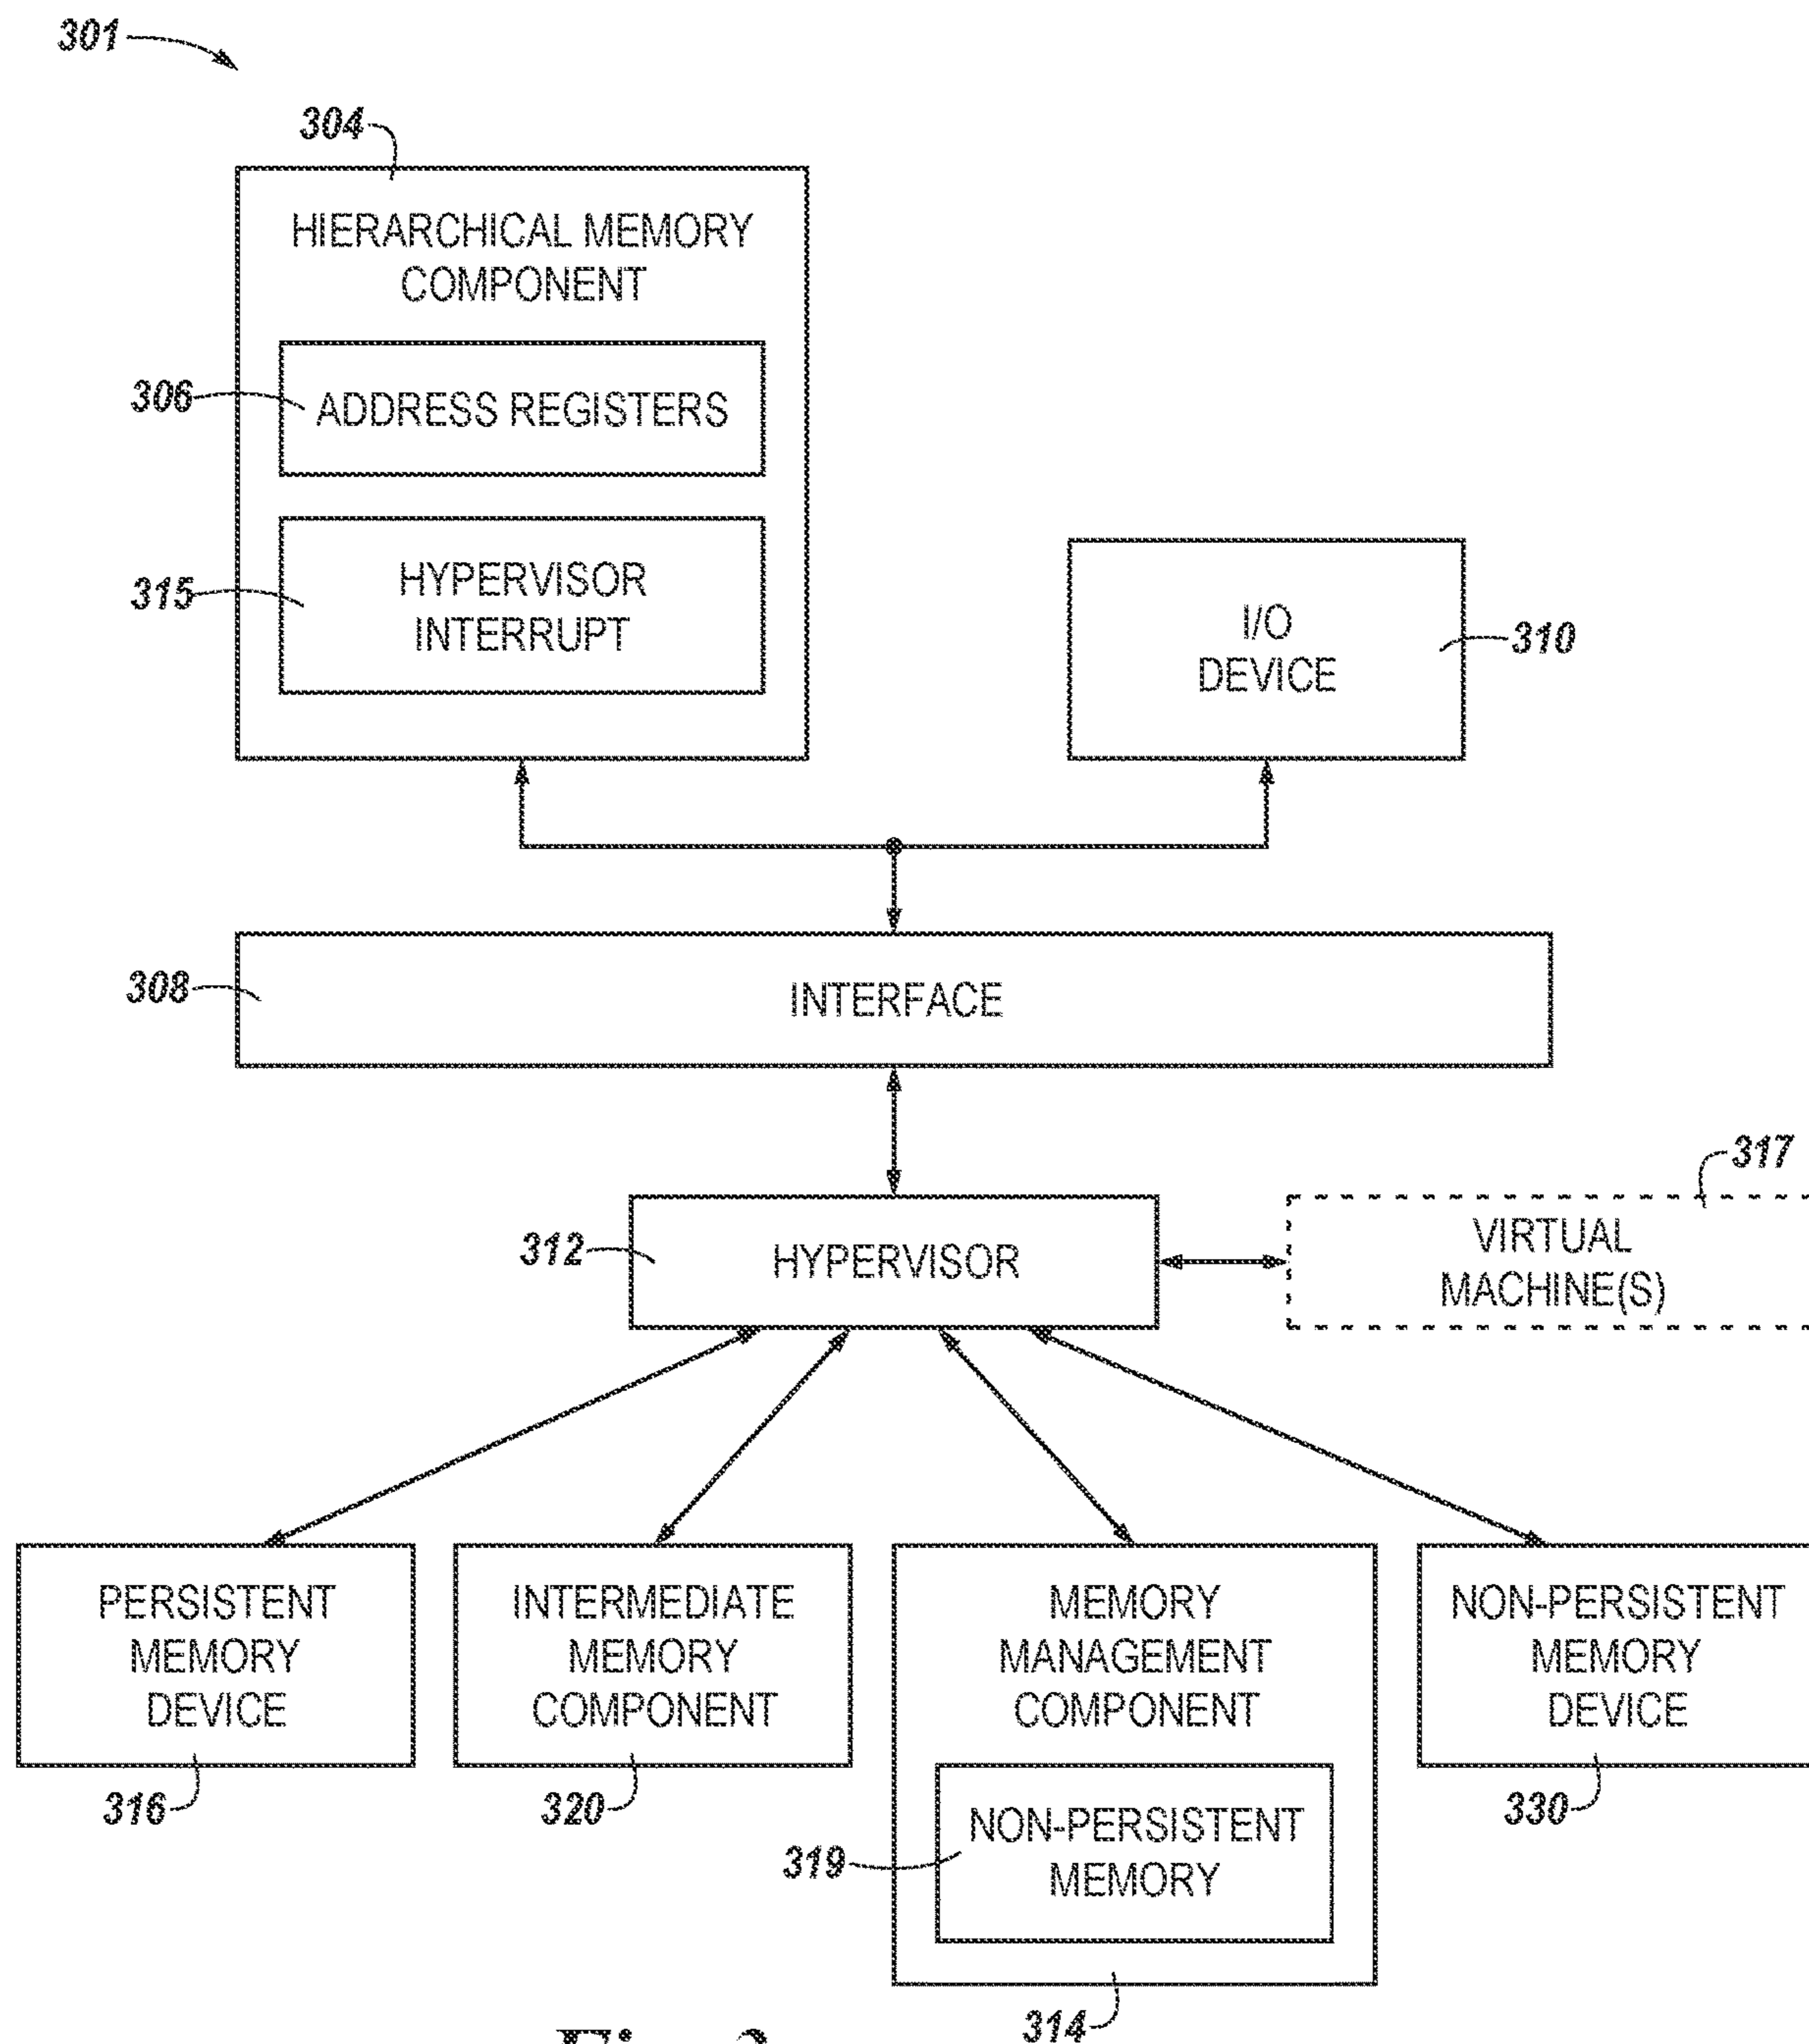 301
304
HIERARCHICAL MEMORY
COMPONENT
306
ADDRESS REGISTERS
315
HYPERVISOR
INTERRUPT
I/O
DEVICE
310
308
INTERFACE
317
312
HYPERVISOR
VIRTUAL
MACHINE(S)
PERSISTENT
MEMORY
DEVICE
316
INTERMEDIATE
MEMORY
COMPONENT
320
MEMORY
MANAGEMENT
COMPONENT
319
NON-PERSISTENT
MEMORY
314
NON-PERSISTENT
MEMORY
DEVICE
330